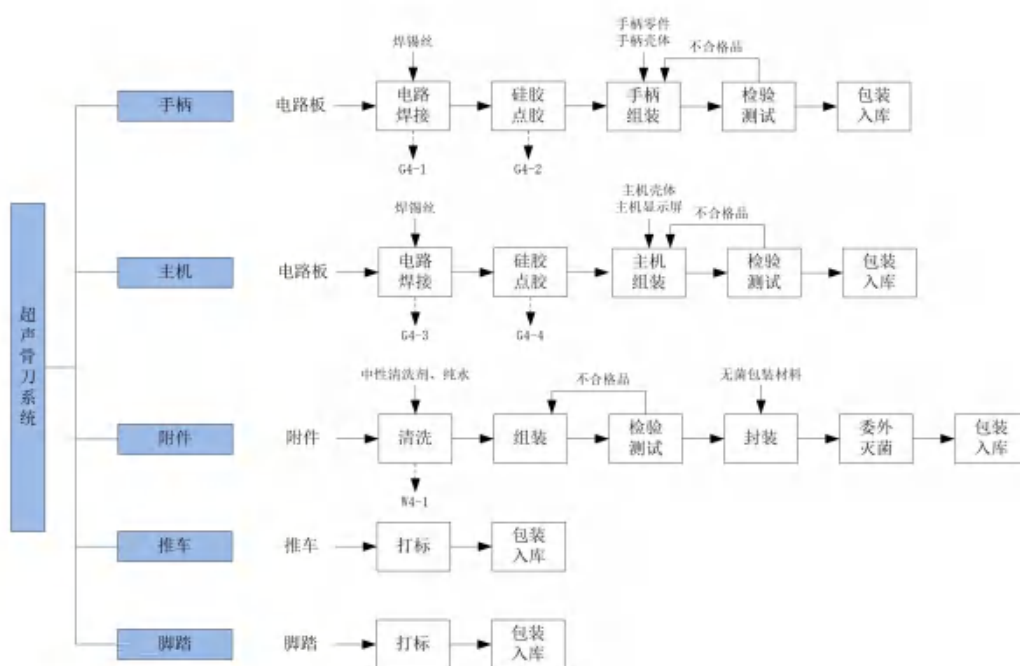 超声骨刀系统
手柄
电路板
焊锡丝
电路
焊接
G4-1
硅胶
点胶
G4-2
手柄零件
手柄壳体
手柄
组装
不合格品
检验
测试
包装
入库
主机
电路板
焊锡丝
电路
焊接
G4-3
硅胶
点胶
G4-4
主机壳体
主机显示屏
主机
组装
不合格品
检验
测试
包装
入库
附件
附件
中性清洗剂、纯水
清洗
W4-1
组装
不合格品
检验
测试
无菌包装材料
封装
委外
灭菌
包装
入库
推车
推车
打标
包装
入库
脚踏
脚踏
打标
包装
入库